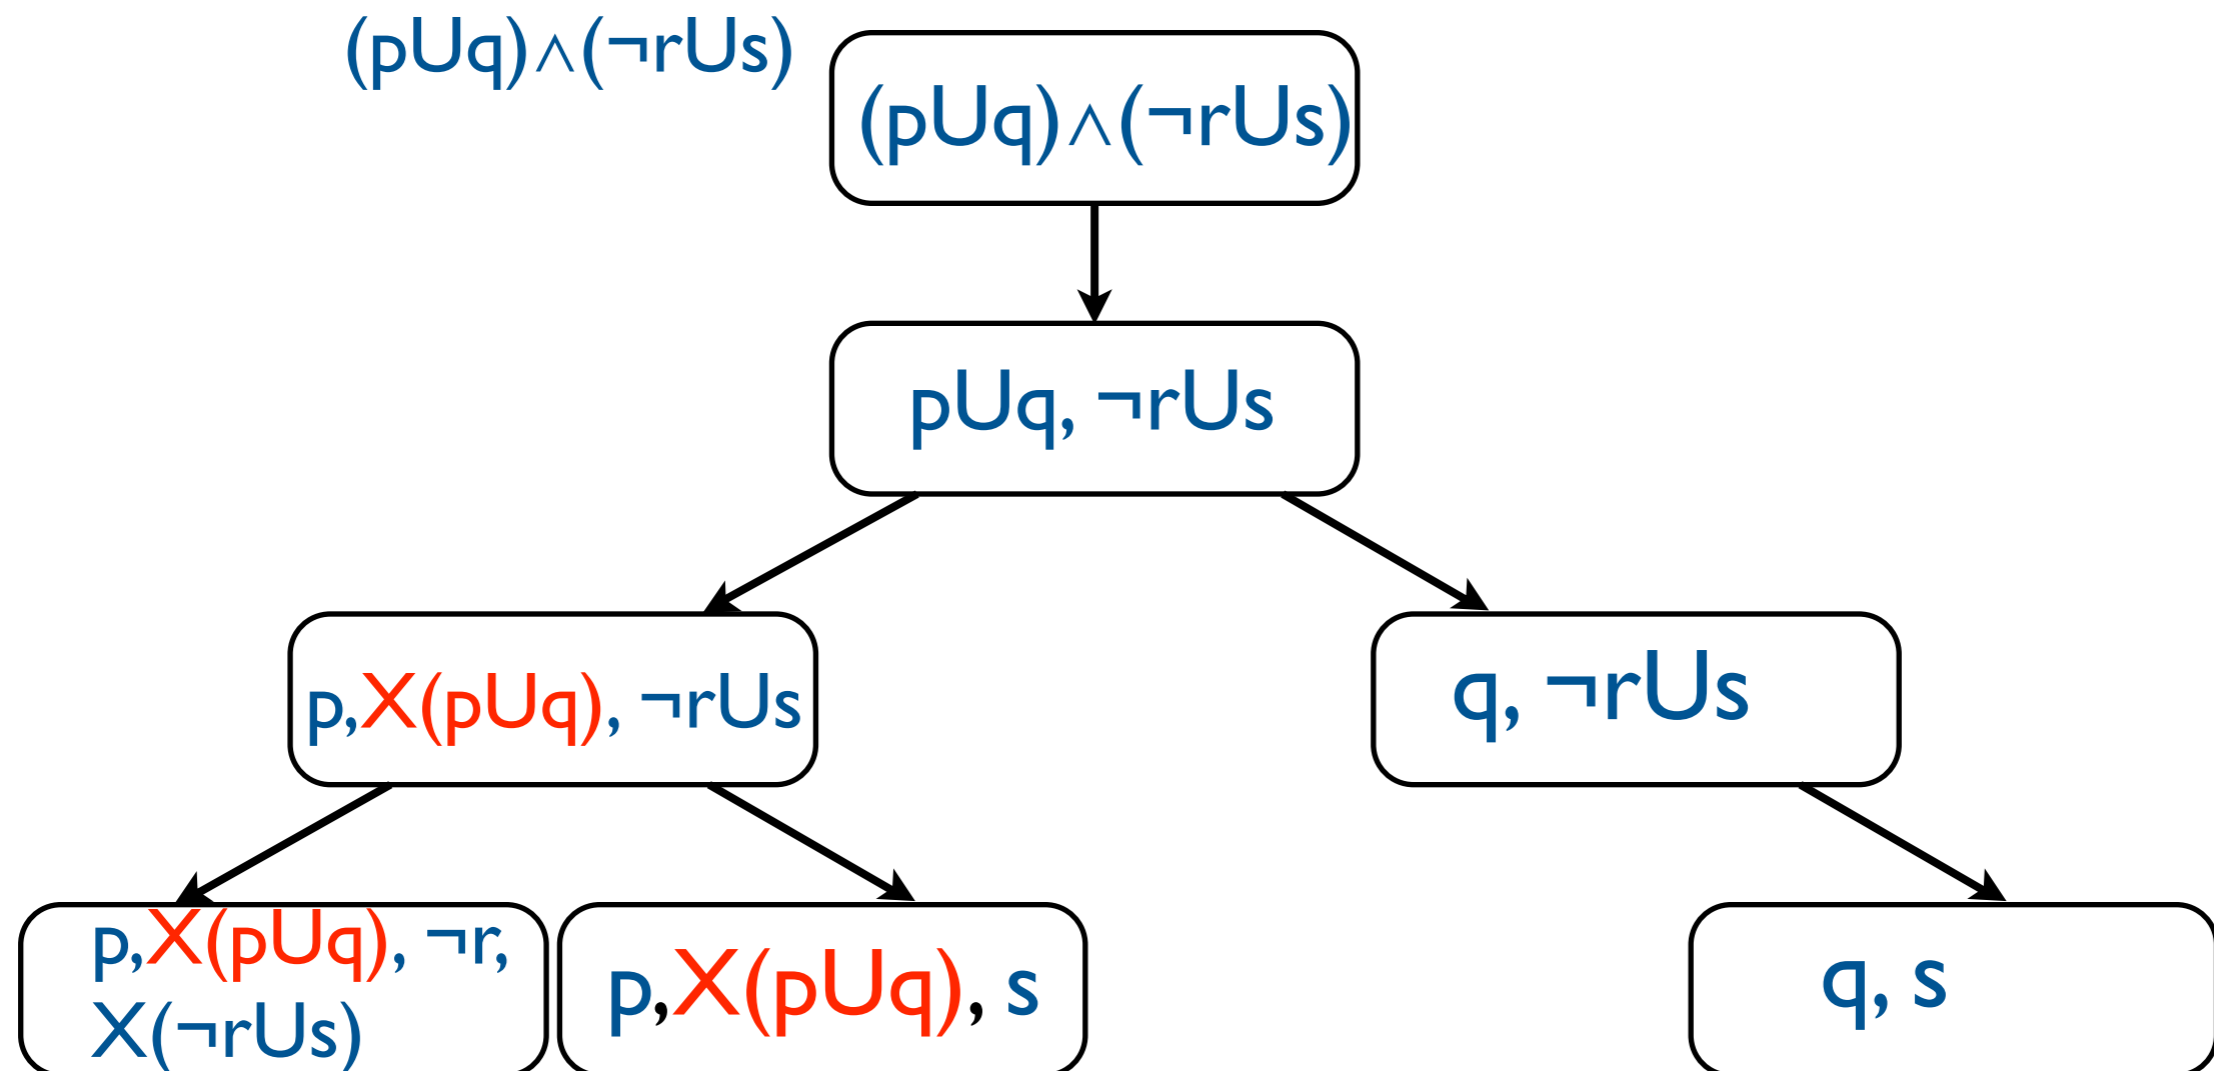 (pUq)∧(¬rUs)
(pUq)∧(¬rUs)
pUq, ¬rUs
p,X(pUq), ¬rUs
q, ¬rUs
p,X(pUq), ¬r,
X(¬rUs)
p,X(pUq), s
q, s